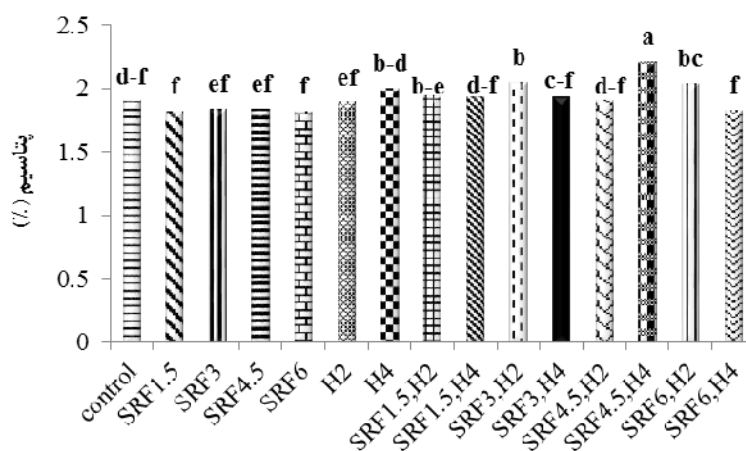 پتاسیم (٪)
2.5
2
1.5
1
0.5
0
d-f
f
ef
ef
f
ef
b-d
b-e
d-f
b
c-f
d-f
a
bc
f
control
SRF1.5
SRF3
SRF4.5
SRF6
H2
H4
SRF1.5,H2
SRF1.5,H4
SRF3.H2
SRF3,H4
SRF4.5,H2
SRF4.5,H4
SRF6,H2
SRF6,H4